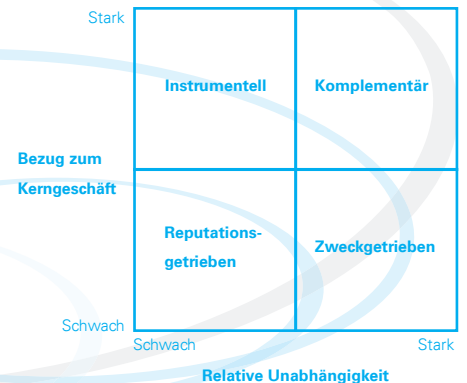 Stark
Instrumentell
Komplementär
Bezug zum
Kerngeschäft
Reputations-
getrieben
Zweckgetrieben
Schwach
Schwach
Stark
Relative Unabhängigkeit